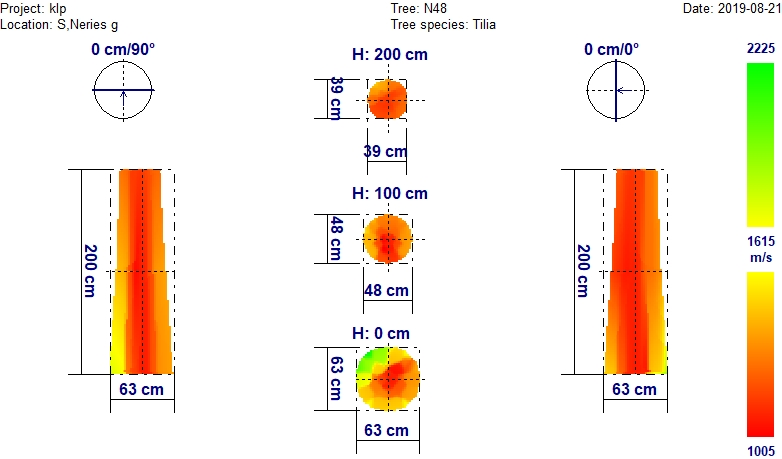 Project: klp
Tree: N48
Date: 2019-08-21
Location: S,Neries g
Tree species: Tilia
0 cm/90°
H: 200 cm
0 cm/0°
2225
39 cm
39 cm
H: 100 cm
48 cm
48 cm
200 cm
200 cm
1615
m/s
H: 0 cm
63 cm
63 cm
63 cm
63 cm
1005